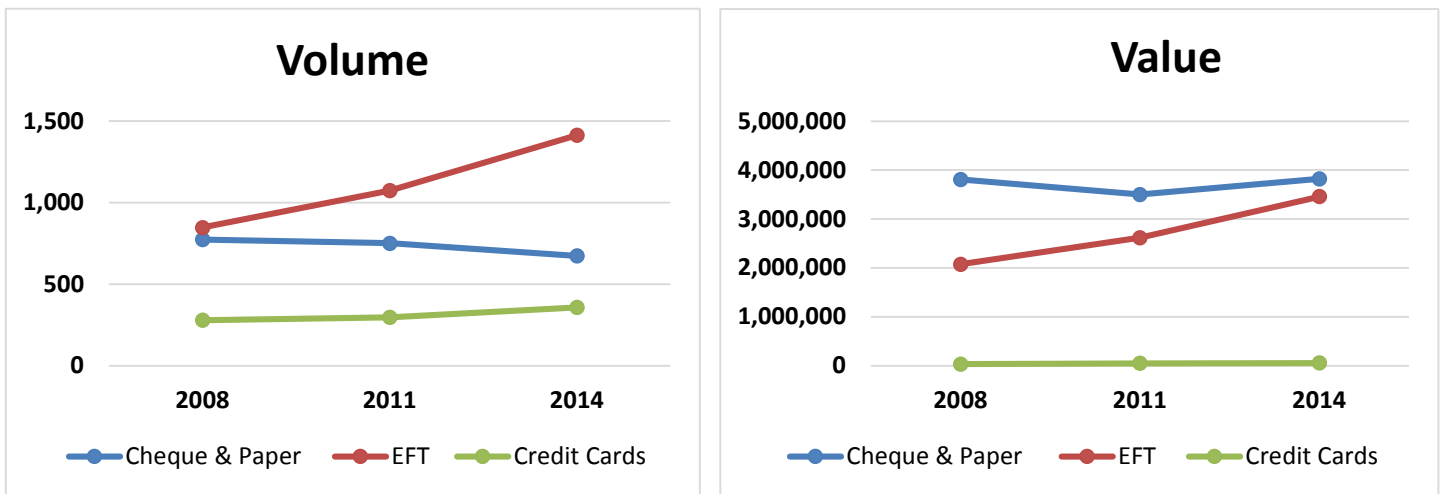 Volume
1,500
1,000
500
0
2008 2011 2014
Cheque & Paper EFT Credit Cards
Value
5,000,000
4,000,000
3,000,000
2,000,000
1,000,000
0
2008 2011 2014
Cheque & Paper EFT Credit Cards